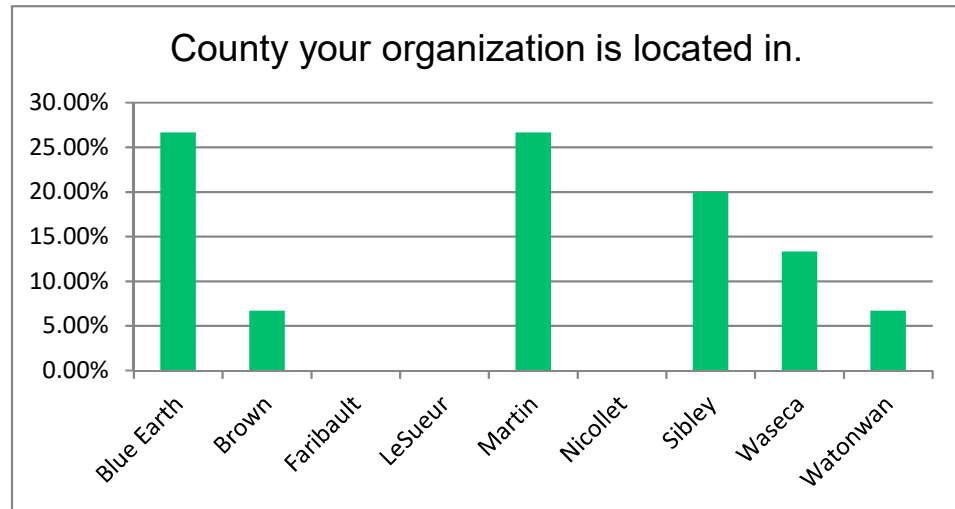 County your organization is located in.
30.00%
25.00%
20.00%
15.00%
10.00%
5.00%
0.00%
Blue Earth
Brown
Faribault
LeSueur
Martin
Nicollet
Sibley
Waseca
Watonwan